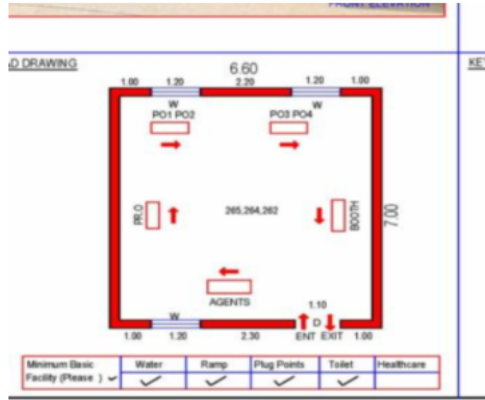 FRONT ELEVATION
D DRAWING
KE
6.60
1.00 1.20 2.20 1.20 1.00
W W
PO1 PO2 PO3 PO4
PR,O
265,264,262
BOOTH
7.00
AGENTS
1.10
W D
ENT EXIT
1.00 1.20 2.30 1.00
Minimum Basic Water Ramp Plug Points Toilet Healthcare
Facility (Please )